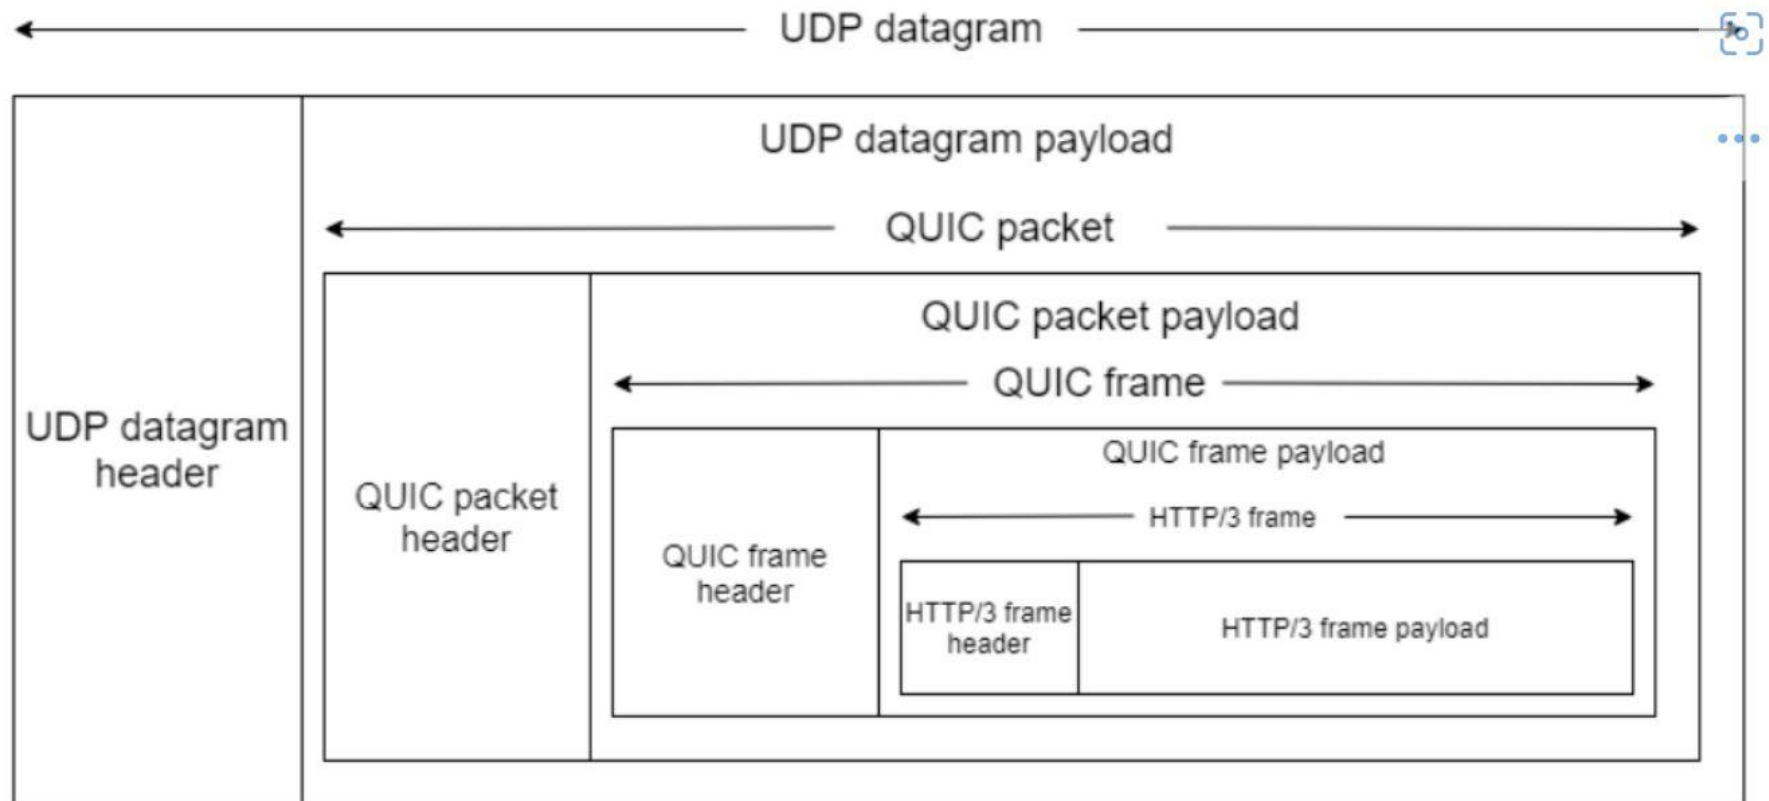 UDP datagram
UDP datagram payload
QUIC packet
QUIC packet payload
QUIC frame
UDP datagram
header
QUIC packet
header
QUIC frame payload
HTTP/3 frame
QUIC frame
header
HTTP/3 frame
header
HTTP/3 frame payload